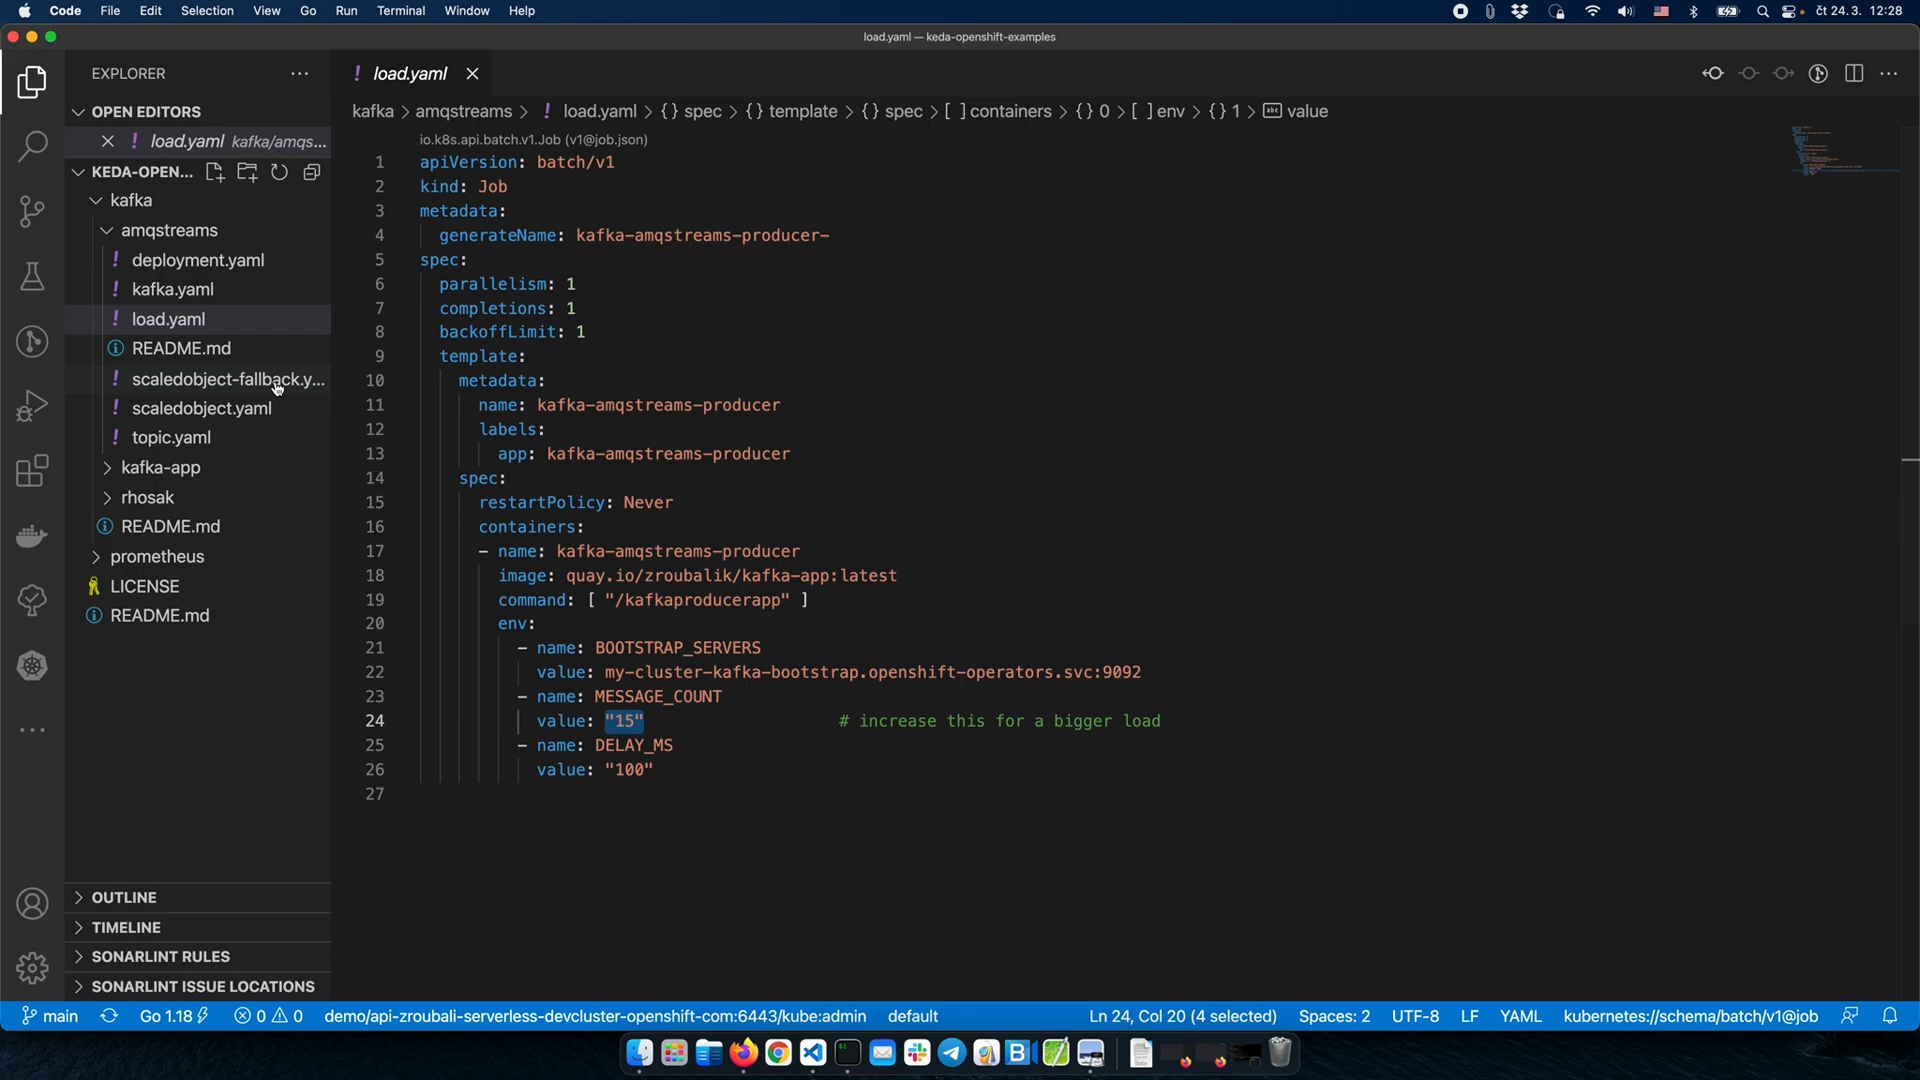 Code File Edit Selection View Go Run Terminal Window Help čt 24.3. 12:28
load.yaml — keda-openshift-examples
EXPLORER
OPEN EDITORS
load.yaml kafka/amqs...
KEDA-OPEN...
kafka
amqstreams
deployment.yaml
kafka.yaml
load.yaml
README.md
scaledobject-fallback.y...
scaledobject.yaml
topic.yaml
kafka-app
rhosak
README.md
prometheus
LICENSE
README.md
OUTLINE
TIMELINE
SONARLINT RULES
SONARLINT ISSUE LOCATIONS
load.yaml
kafka > amqstreams > ! load.yaml > {} spec > {} template > {} spec > [ ] containers > {} 0 > [ ] env > {} 1 > abc value
io.k8s.api.batch.v1.Job (v1@job.json)
1 apiVersion: batch/v1
2 kind: Job
3 metadata:
4 generateName: kafka-amqstreams-producer-
5 spec:
6 parallelism: 1
7 completions: 1
8 backoffLimit: 1
9 template:
10 metadata:
11 name: kafka-amqstreams-producer
12 labels:
13 app: kafka-amqstreams-producer
14 spec:
15 restartPolicy: Never
16 containers:
17 - name: kafka-amqstreams-producer
18 image: quay.io/zroubalik/kafka-app:latest
19 command: [ "/kafkaproducerapp" ]
20 env:
21 - name: BOOTSTRAP_SERVERS
22 value: my-cluster-kafka-bootstrap.openshift-operators.svc:9092
23 - name: MESSAGE_COUNT
24 value: "15" # increase this for a bigger load
25 - name: DELAY_MS
26 value: "100"
27
main Go 1.18 0 0 demo/api-zroubali-serverless-devcluster-openshift-com:6443/kube:admin default Ln 24, Col 20 (4 selected) Spaces: 2 UTF-8 LF YAML kubernetes://schema/batch/v1@job